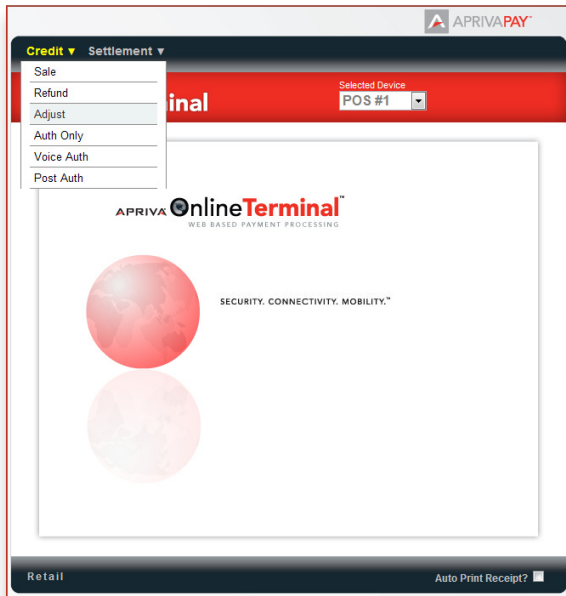 APRIVAPAY™
Credit ▼ Settlement ▼
Sale
Refund
Adjust
Auth Only
Voice Auth
Post Auth
inal
Selected Device
POS #1
APRIVA OnlineTerminal™
WEB BASED PAYMENT PROCESSING
SECURITY. CONNECTIVITY. MOBILITY.™
Retail
Auto Print Receipt?